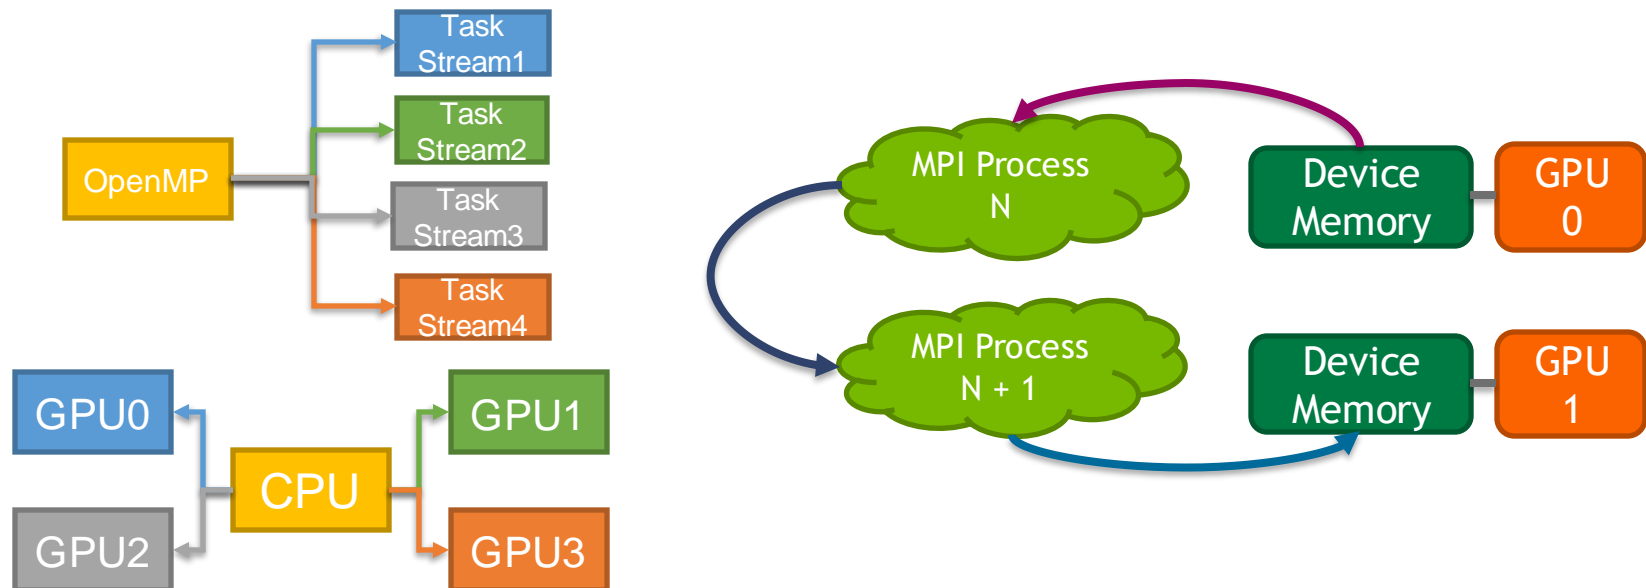 Task
Stream1
Task
Stream2
OpenMP
Task
Stream3
Task
Stream4
GPU0
GPU1
CPU
GPU2
GPU3
MPI Process
N
Device
Memory
GPU
0
MPI Process
N + 1
Device
Memory
GPU
1